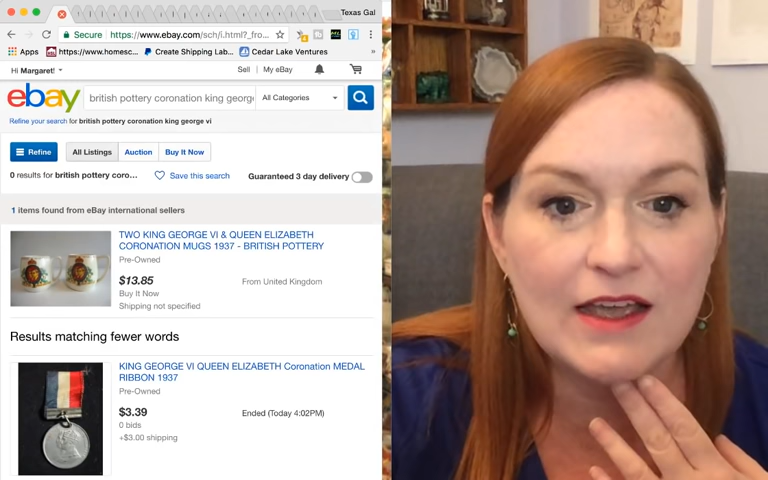 Texas Gal
Secure https://www.ebay.com/sch/i.html?_fro...
Apps https://www.homesc... Create Shipping Lab... Cedar Lake Ventures
Hi Margaret! Sell My eBay
ebay british pottery coronation king georg All Categories
Refine your search for british pottery coronation king george vi
Refine All Listings Auction Buy It Now
0 results for british pottery coro... Save this search Guaranteed 3 day delivery
1 items found from eBay international sellers
TWO KING GEORGE VI & QUEEN ELIZABETH
CORONATION MUGS 1937 - BRITISH POTTERY
Pre-Owned
$13.85 From United Kingdom
Buy It Now
Shipping not specified
Results matching fewer words
KING GEORGE VI QUEEN ELIZABETH Coronation MEDAL
RIBBON 1937
Pre-Owned
$3.39 Ended (Today 4:02PM)
0 bids
+$3.00 shipping